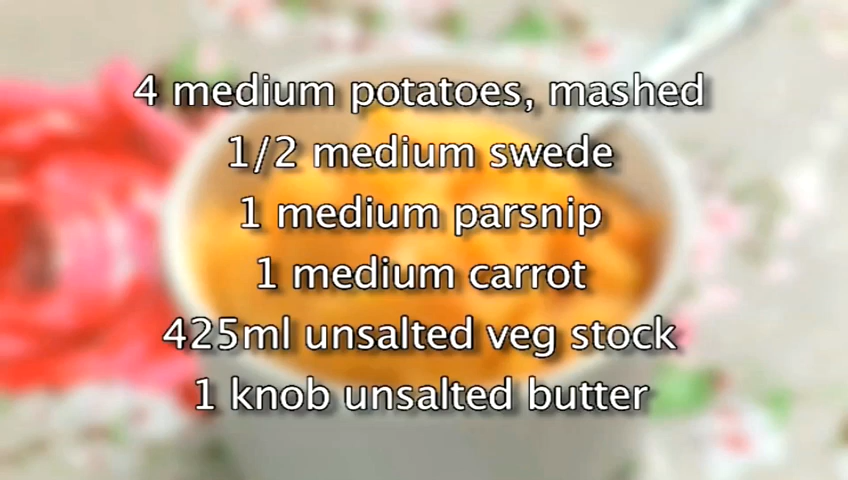 4 medium potatoes, mashed
1/2 medium swede
1 medium parsnip
1 medium carrot
425ml unsalted veg stock
1 knob unsalted butter